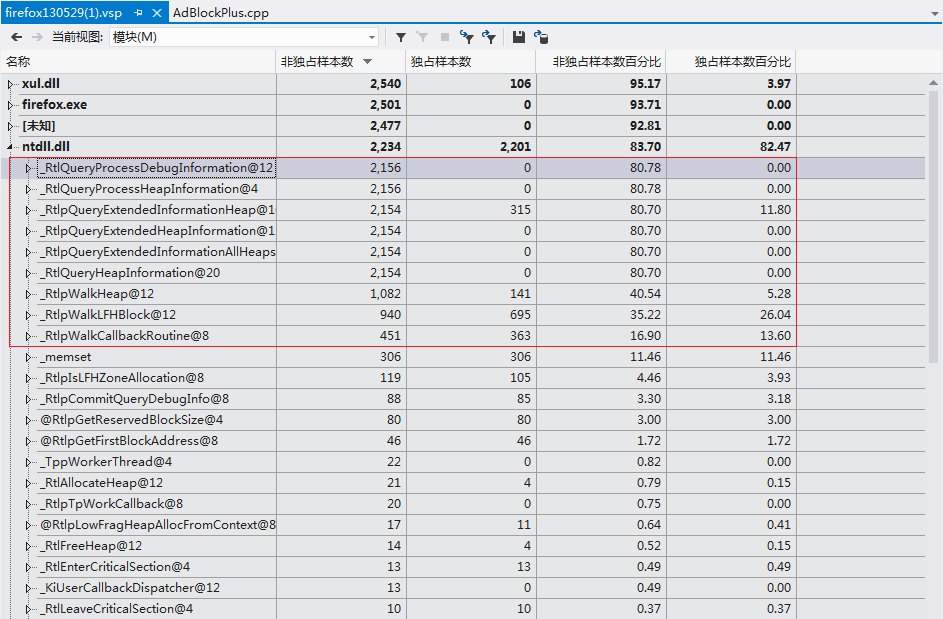 firefox130529(1).vsp AdBlockPlus.cpp
当前视图: 模块(M)
名称 非独占样本数 独占样本数 非独占样本数百分比 独占样本数百分比
xul.dll 2,540 106 95.17 3.97
firefox.exe 2,501 0 93.71 0.00
[未知] 2,477 0 92.81 0.00
ntdll.dll 2,234 2,201 83.70 82.47
_RtlQueryProcessDebugInformation@12 2,156 0 80.78 0.00
_RtlQueryProcessHeapInformation@4 2,156 0 80.78 0.00
_RtlpQueryExtendedInformationHeap@1 2,154 315 80.70 11.80
_RtlpQueryExtendedHeapInformation@1 2,154 0 80.70 0.00
_RtlpQueryExtendedInformationAllHeaps 2,154 0 80.70 0.00
_RtlQueryHeapInformation@20 2,154 0 80.70 0.00
_RtlpWalkHeap@12 1,082 141 40.54 5.28
_RtlpWalkLFHBlock@12 940 695 35.22 26.04
_RtlpWalkCallbackRoutine@8 451 363 16.90 13.60
_memset 306 306 11.46 11.46
_RtlpIsLFHZoneAllocation@8 119 105 4.46 3.93
_RtlpCommitQueryDebugInfo@8 88 85 3.30 3.18
@RtlpGetReservedBlockSize@4 80 80 3.00 3.00
@RtlpGetFirstBlockAddress@8 46 46 1.72 1.72
_TppWorkerThread@4 22 0 0.82 0.00
_RtlAllocateHeap@12 21 4 0.79 0.15
_RtlpTpWorkCallback@8 20 0 0.75 0.00
@RtlpLowFragHeapAllocFromContext@8 17 11 0.64 0.41
_RtlFreeHeap@12 14 4 0.52 0.15
_RtlEnterCriticalSection@4 13 13 0.49 0.49
_KiUserCallbackDispatcher@12 13 0 0.49 0.00
_RtlLeaveCriticalSection@4 10 10 0.37 0.37